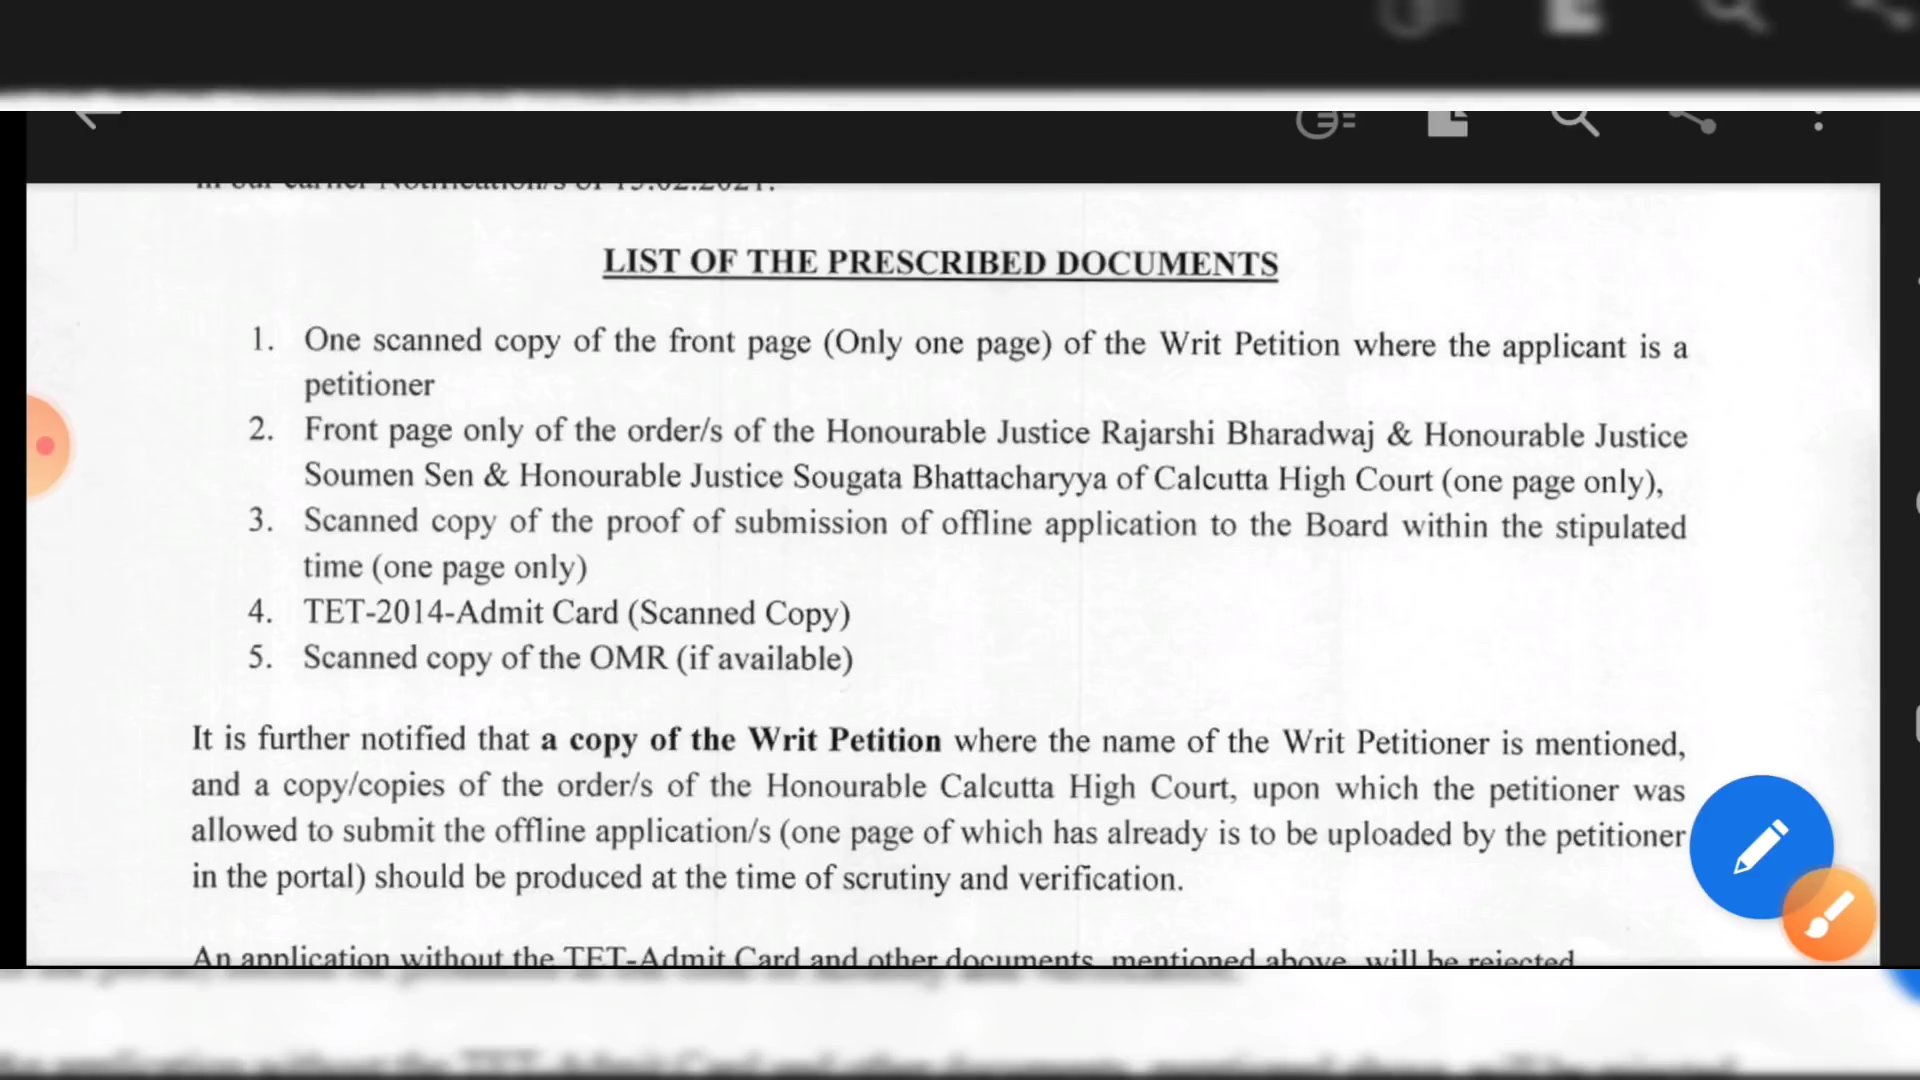 in our earlier Notification/s of 15.02.2021.
LIST OF THE PRESCRIBED DOCUMENTS
1. One scanned copy of the front page (Only one page) of the Writ Petition where the applicant is a
petitioner
2. Front page only of the order/s of the Honourable Justice Rajarshi Bharadwaj & Honourable Justice
Soumen Sen & Honourable Justice Sougata Bhattacharyya of Calcutta High Court (one page only),
3. Scanned copy of the proof of submission of offline application to the Board within the stipulated
time (one page only)
4. TET-2014-Admit Card (Scanned Copy)
5. Scanned copy of the OMR (if available)
It is further notified that a copy of the Writ Petition where the name of the Writ Petitioner is mentioned,
and a copy/copies of the order/s of the Honourable Calcutta High Court, upon which the petitioner was
allowed to submit the offline application/s (one page of which has already is to be uploaded by the petitioner
in the portal) should be produced at the time of scrutiny and verification.
An application without the TET-Admit Card and other documents, mentioned above, will be rejected